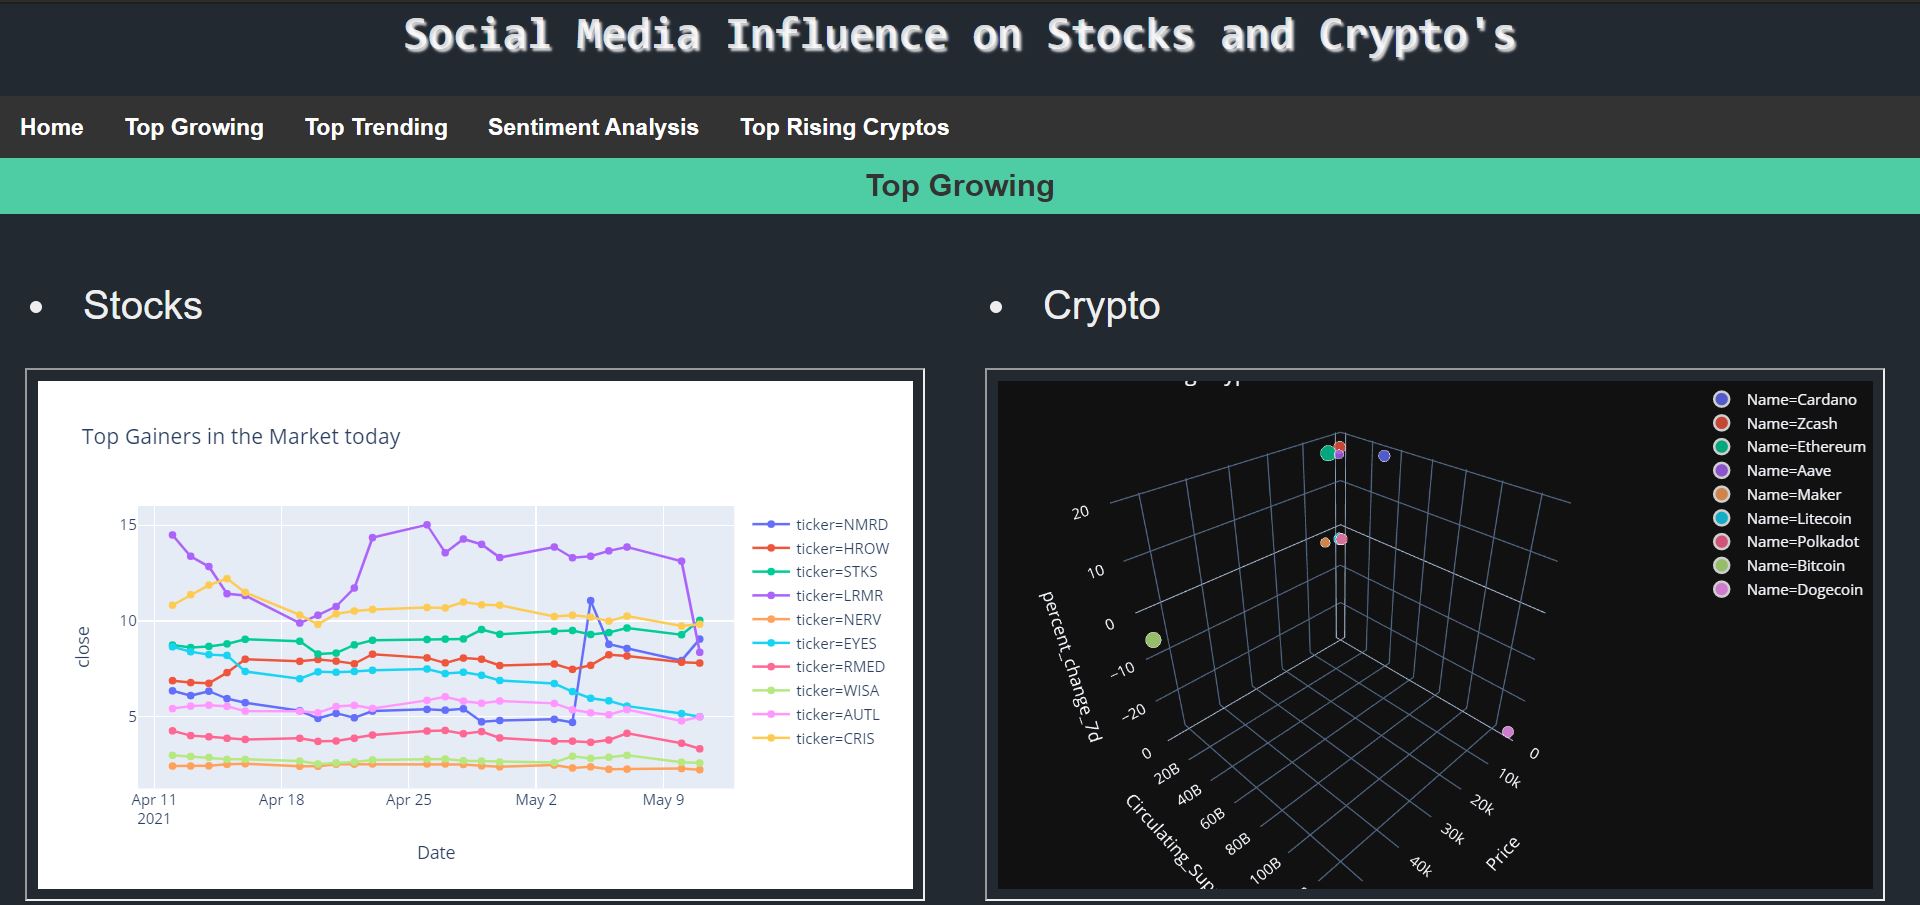 Social Media Influence on Stocks and Crypto's
Home
Top Growing
Top Trending
Sentiment Analysis
Top Rising Cryptos
Top Growing
Stocks
Top Gainers in the Market today
close
15
10
5
Apr 11
2021
Apr 18
Apr 25
May 2
May 9
Date
ticker=NMRD
ticker=HROW
ticker=STKS
ticker=LRMR
ticker=NERV
ticker=EYES
ticker=RMED
ticker=WISA
ticker=AUTL
ticker=CRIS
Crypto
percent_change_7d
20
10
0
−10
−20
0
20B
40B
60B
80B
100B
Circulating_Sup
0
10k
20k
30k
40k
Price
Name=Cardano
Name=Zcash
Name=Ethereum
Name=Aave
Name=Maker
Name=Litecoin
Name=Polkadot
Name=Bitcoin
Name=Dogecoin